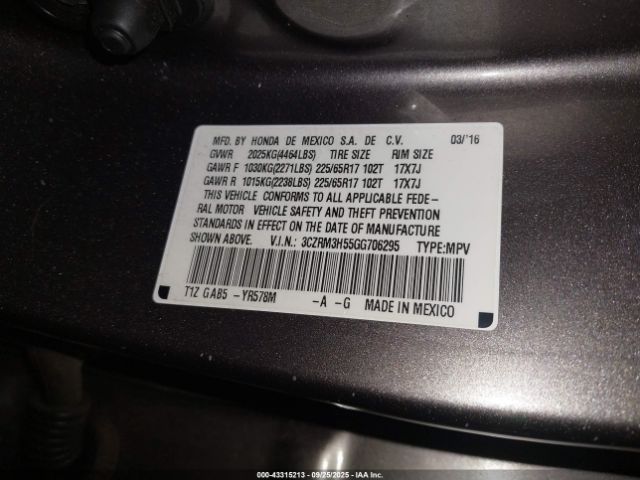 MFD. BY HONDA DE MEXICO S.A. DE C.V. 03/'16
GVWR 2025KG(4464LBS) TIRE SIZE RIM SIZE
GAWR F 1030KG(2271LBS) 225/65R17 102T 17X7J
GAWR R 1015KG(2238LBS) 225/65R17 102T 17X7J
THIS VEHICLE CONFORMS TO ALL APPLICABLE FEDE-
RAL MOTOR VEHICLE SAFETY AND THEFT PREVENTION
STANDARDS IN EFFECT ON THE DATE OF MANUFACTURE
SHOWN ABOVE. V.I.N.: 3CZRM3H55GG706295 TYPE:MPV
T1Z GAB5 -YR578M -A -G MADE IN MEXICO
000-43315213 - 09/25/2025 - IAA Inc.